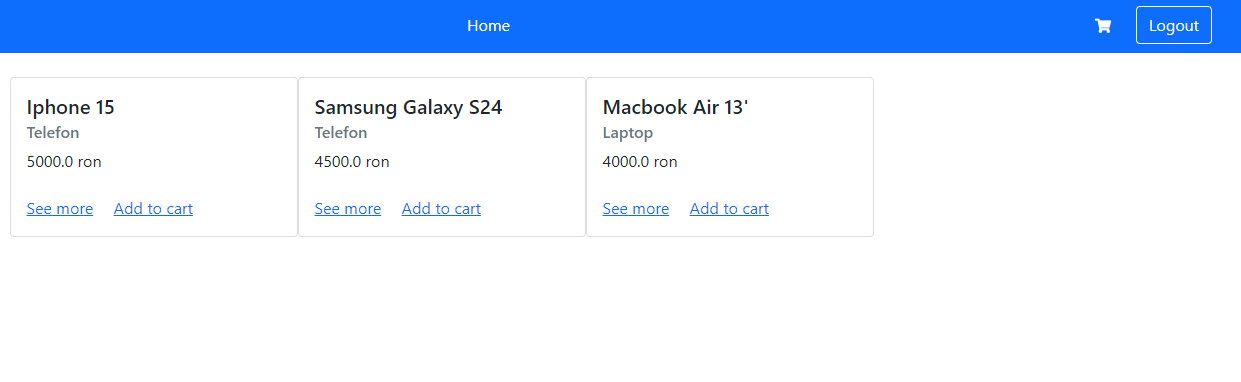 Home
Logout
Iphone 15
Telefon
5000.0 ron
See more Add to cart
Samsung Galaxy S24
Telefon
4500.0 ron
See more Add to cart
Macbook Air 13'
Laptop
4000.0 ron
See more Add to cart